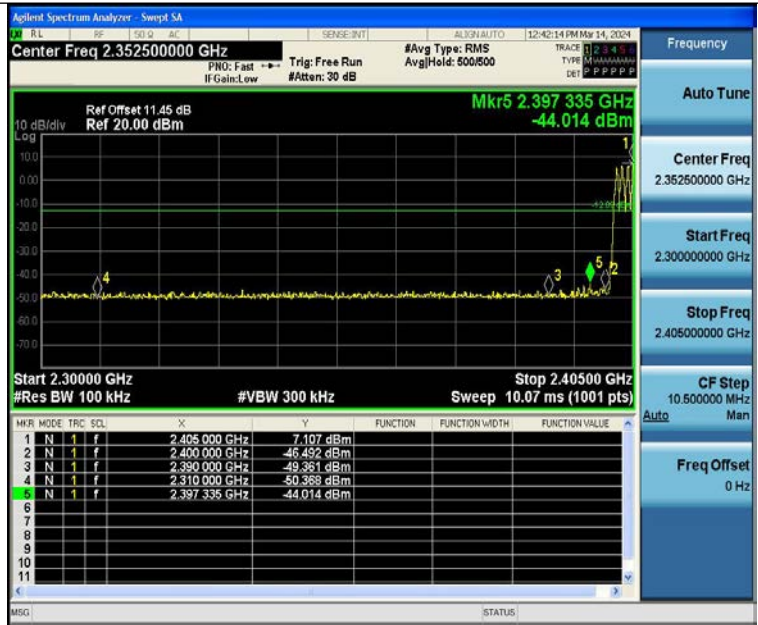 Agilent Spectrum Analyzer - Swept SA
RL RF 50 Ω AC SENSE:INT ALIGN AUTO 12:42:14 PM Mar 14, 2024
Center Freq 2.352500000 GHz
PNO: Fast
IFGain:Low
Trig: Free Run
#Atten: 30 dB
#Avg Type: RMS
Avg|Hold: 500/500
TRACE 1 2 3 4 5 6
TYPE M
DET P P P P P P
Ref Offset 11.45 dB
Ref 20.00 dBm
10 dB/div
Log
Mkr5 2.397 335 GHz
-44.014 dBm
10.0
0.00
-10.0
-20.0
-30.0
-40.0
-50.0
-60.0
-70.0
1
4
3
5
2
Start 2.30000 GHz
Stop 2.40500 GHz
#Res BW 100 kHz
#VBW 300 kHz
Sweep 10.07 ms (1001 pts)
MKR MODE TRC SCL X Y FUNCTION FUNCTION WIDTH FUNCTION VALUE
1 N 1 f 2.405 000 GHz 7.107 dBm
2 N 1 f 2.400 000 GHz -46.492 dBm
3 N 1 f 2.390 000 GHz -49.361 dBm
4 N 1 f 2.310 000 GHz -50.368 dBm
5 N 1 f 2.397 335 GHz -44.014 dBm
6
7
8
9
10
11
MSG
STATUS
Frequency
Auto Tune
Center Freq
2.352500000 GHz
Start Freq
2.300000000 GHz
Stop Freq
2.405000000 GHz
CF Step
10.500000 MHz
Auto Man
Freq Offset
0 Hz